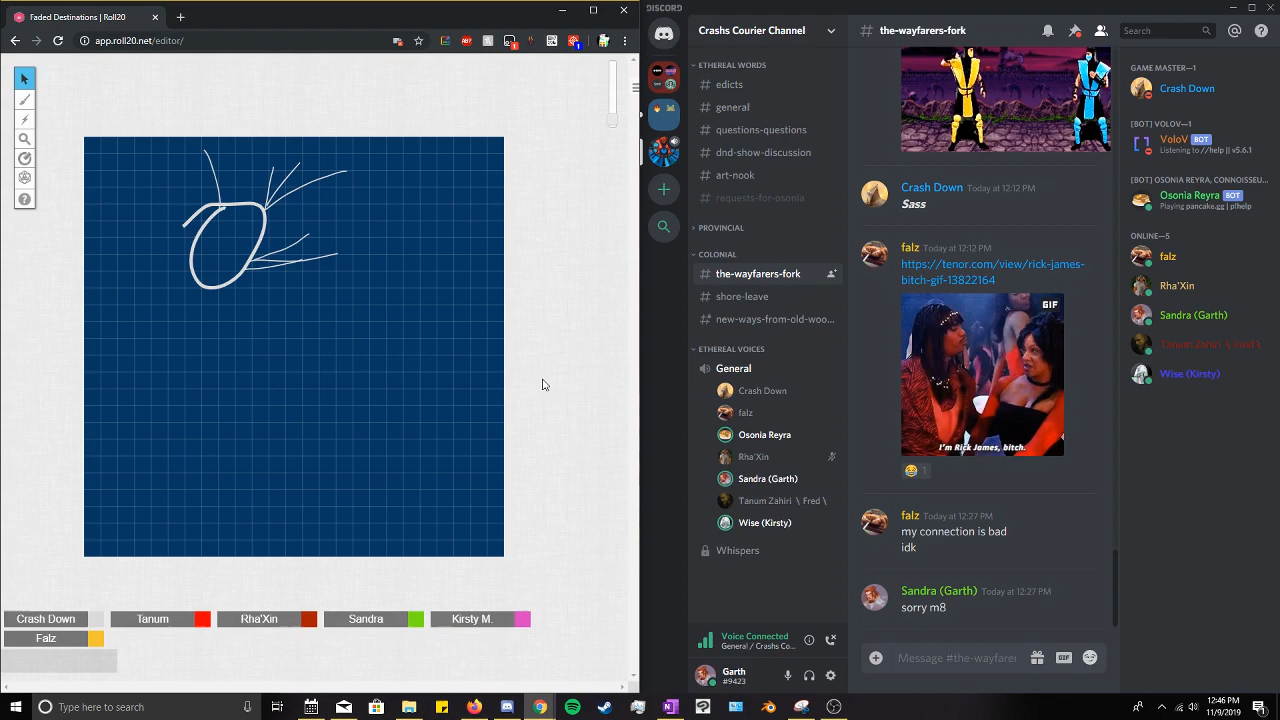 Faded Destinations | Roll20
app.roll20.net/editor/
Crash Down
Tanum
Rha'Xin
Sandra
Kirsty M.
Falz
DISCORD
Crashs Courier Channel
ETHEREAL WORDS
edicts
general
questions-questions
dnd-show-discussion
art-nook
requests-for-osonia
PROVINCIAL
COLONIAL
the-wayfarers-fork
shore-leave
new-ways-from-old-woo...
ETHEREAL VOICES
General
Crash Down
falz
Osonia Reyra
Rha'Xin
Sandra (Garth)
Tanum Zahiri \ Fred \
Wise (Kirsty)
Whispers
Voice Connected
General / Crashs Co...
Garth
#9423
the-wayfarers-fork
Search
Crash Down Today at 12:12 PM
Sass
falz Today at 12:12 PM
https://tenor.com/view/rick-james-
bitch-gif-13822164
GIF
I'm Rick James, bitch.
1
falz Today at 12:27 PM
my connection is bad
idk
Sandra (Garth) Today at 12:27 PM
sorry m8
Message #the-wayfarer
GIF
GAME MASTER—1
Crash Down
[BOT] VOLOV—1
VoloV BOT
Listening to //help || v5.6.1
[BOT] OSONIA REYRA, CONNOISSEU...
Osonia Reyra BOT
Playing pancake.gg | p!help
ONLINE—5
falz
Rha'Xin
Sandra (Garth)
Tanum Zahiri \ Fred \
Wise (Kirsty)
Type here to search
12:46 PM
11/9/2019